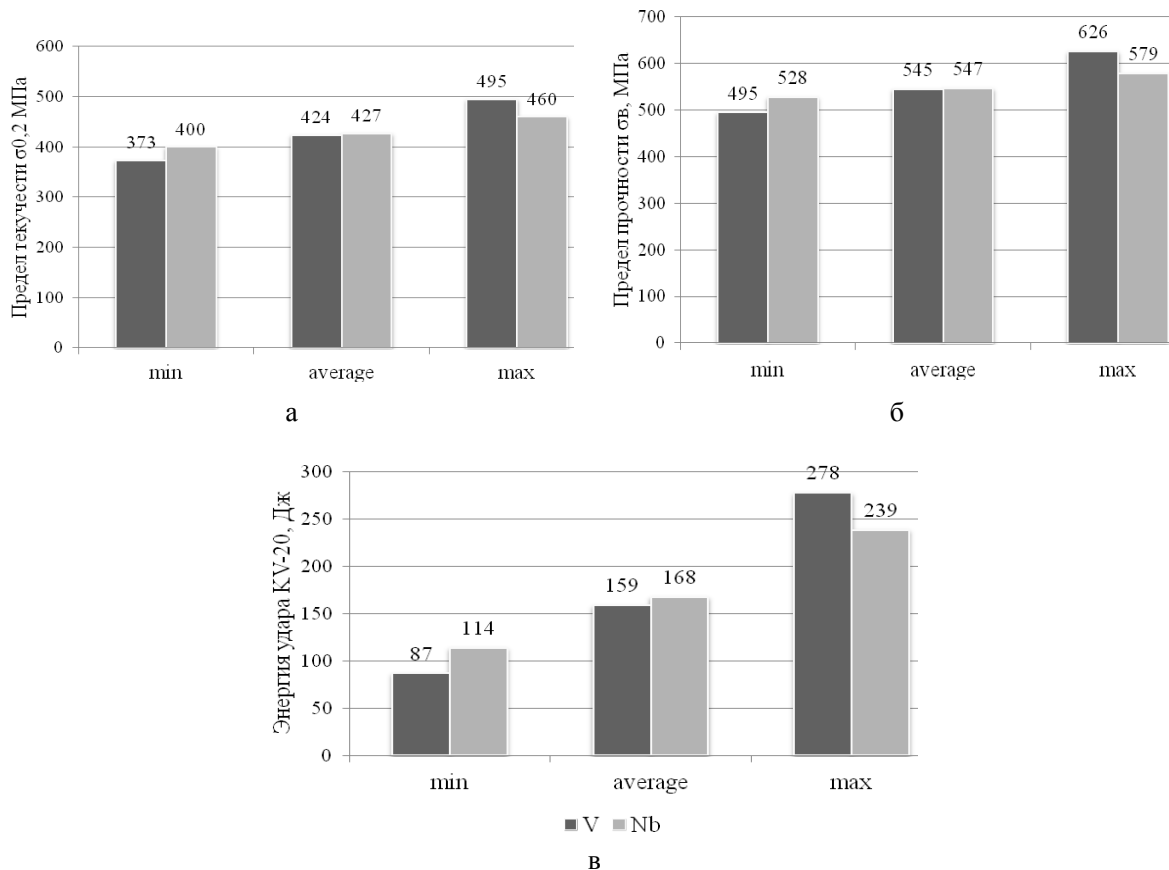 Предел текучести σ0,2 МПа
600
500
400
300
200
100
0
373
400
424
427
495
460
min
average
max
а
Предел прочности σв, МПа
700
600
500
400
300
200
100
0
495
528
545
547
626
579
min
average
max
б
Энергия удара KV-20, Дж
300
250
200
150
100
50
0
87
114
159
168
278
239
min
average
max
V
Nb
в